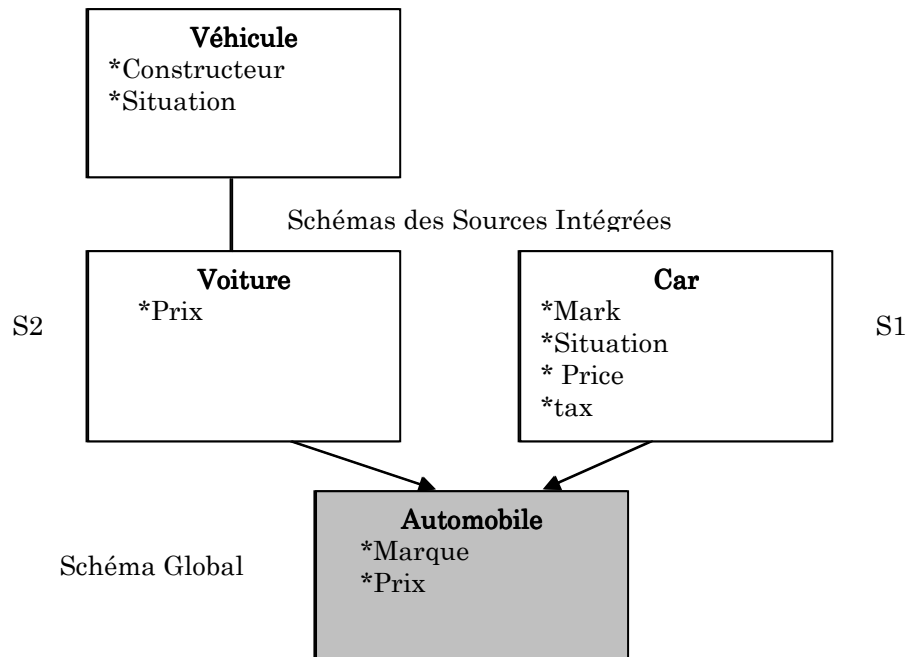 Véhicule
*Constructeur
*Situation
Schémas des Sources Intégrées
S2
Voiture
*Prix
Car
*Mark
*Situation
* Price
*tax
S1
Schéma Global
Automobile
*Marque
*Prix